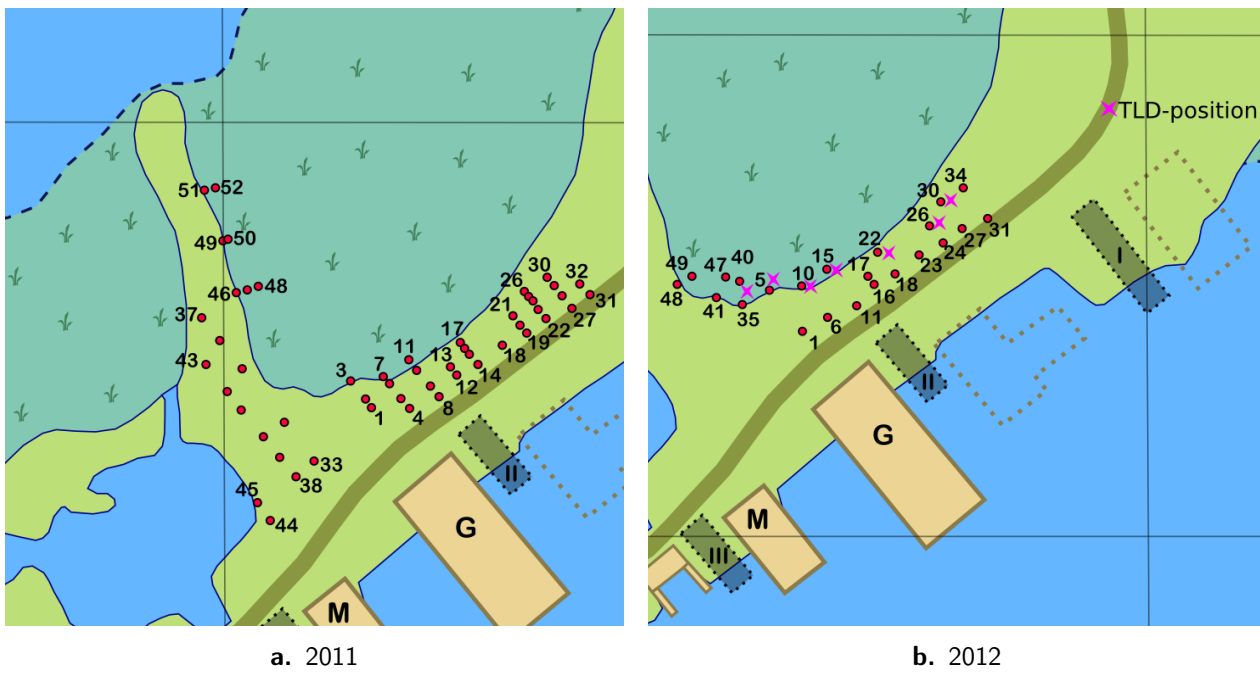 51 52
49 50
46 48
37
43
30 32
26 31
21 27
22
17 19
11 13 18
3 7 14
12
1 4 8
33
38
45
44
II
G
M
a. 2011
TLD-position
34
30
26
31
22 27
24
49 47 40 15 23
5 10 17 18
48 16
41 35 11
6
1
I
II
G
M
III
b. 2012